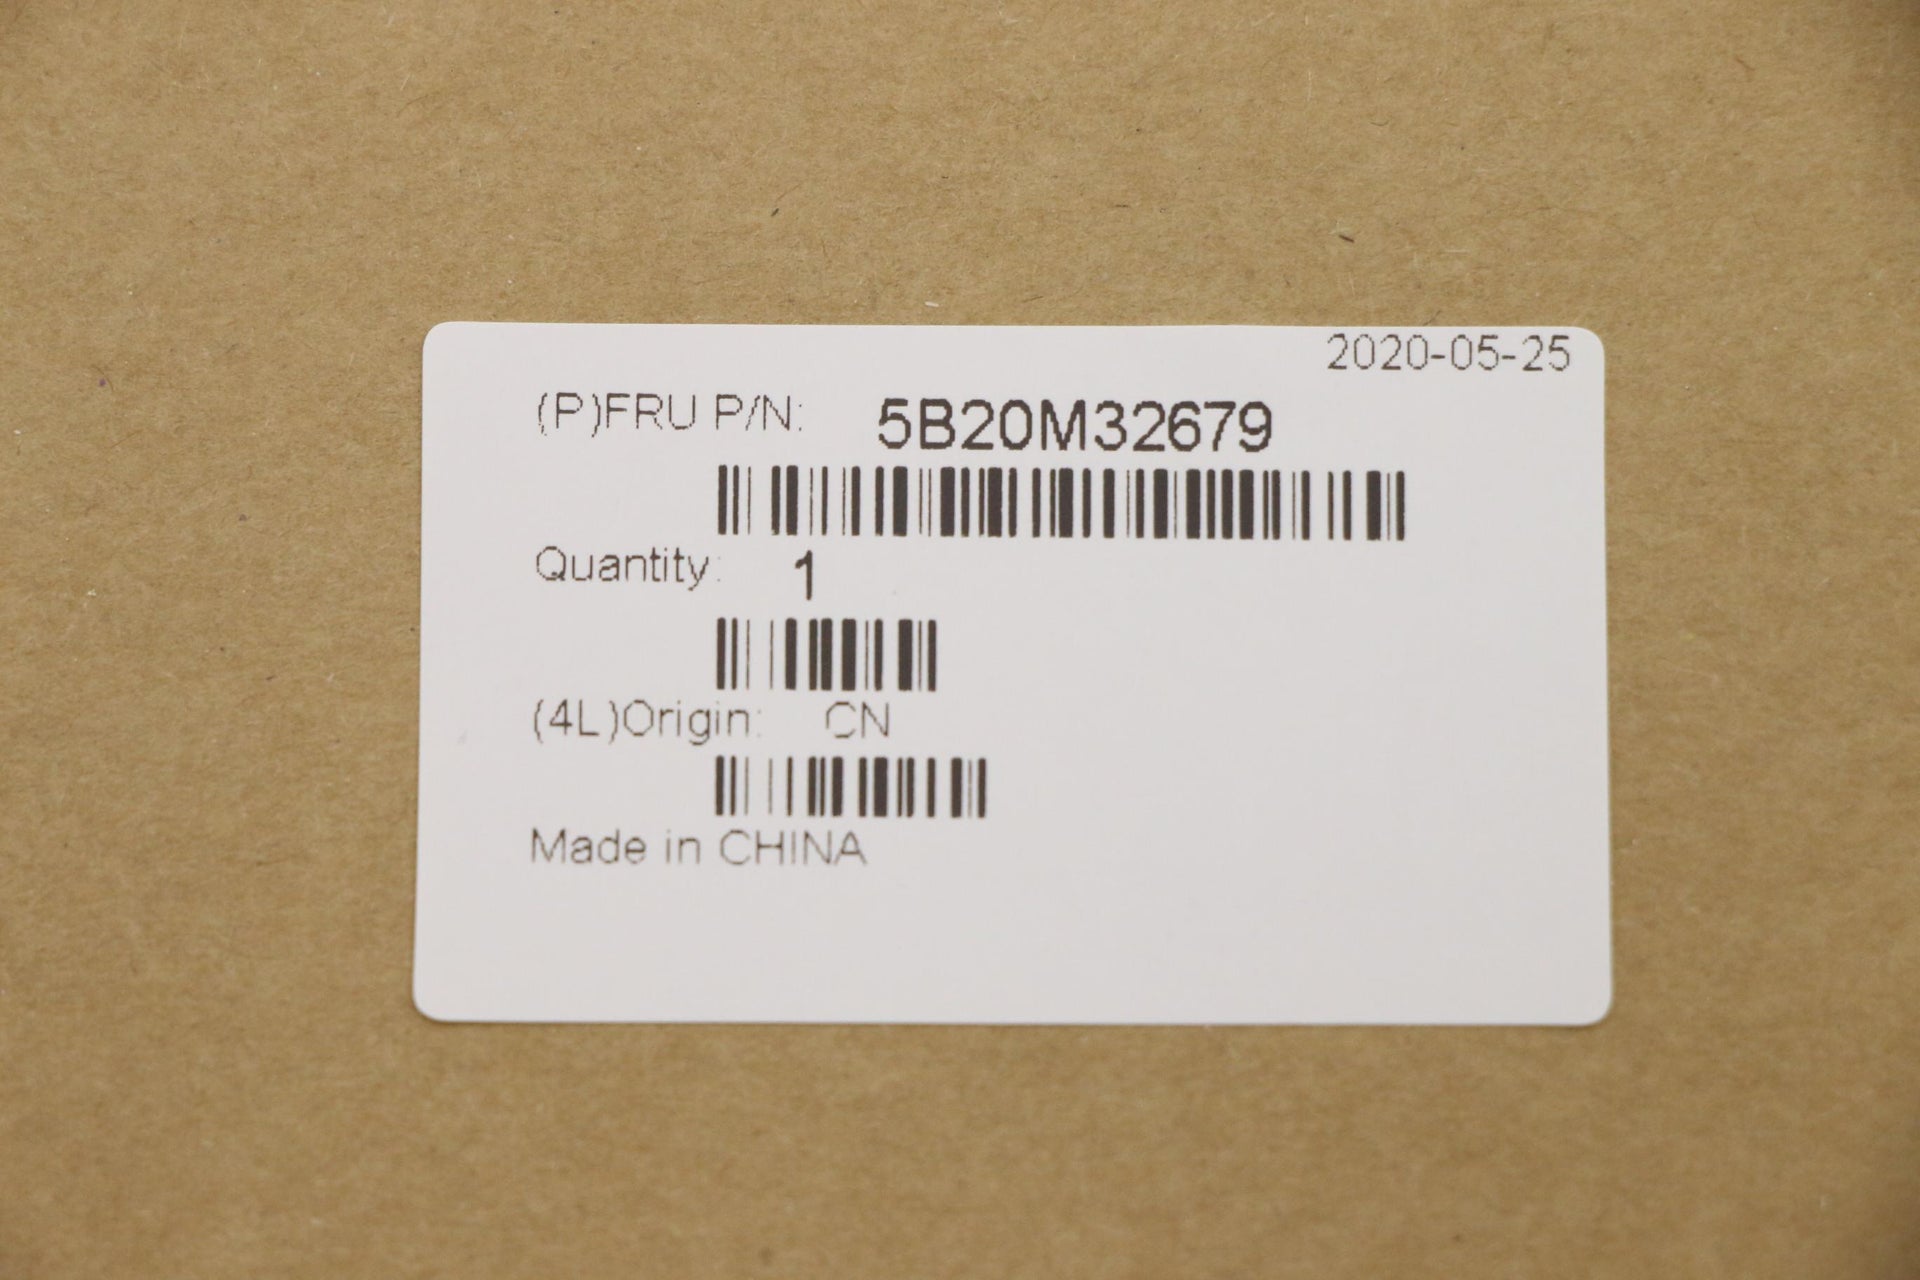 2020-05-25
(P)FRU P/N: 5B20M32679
Quantity: 1
(4L)Origin: CN
Made in CHINA